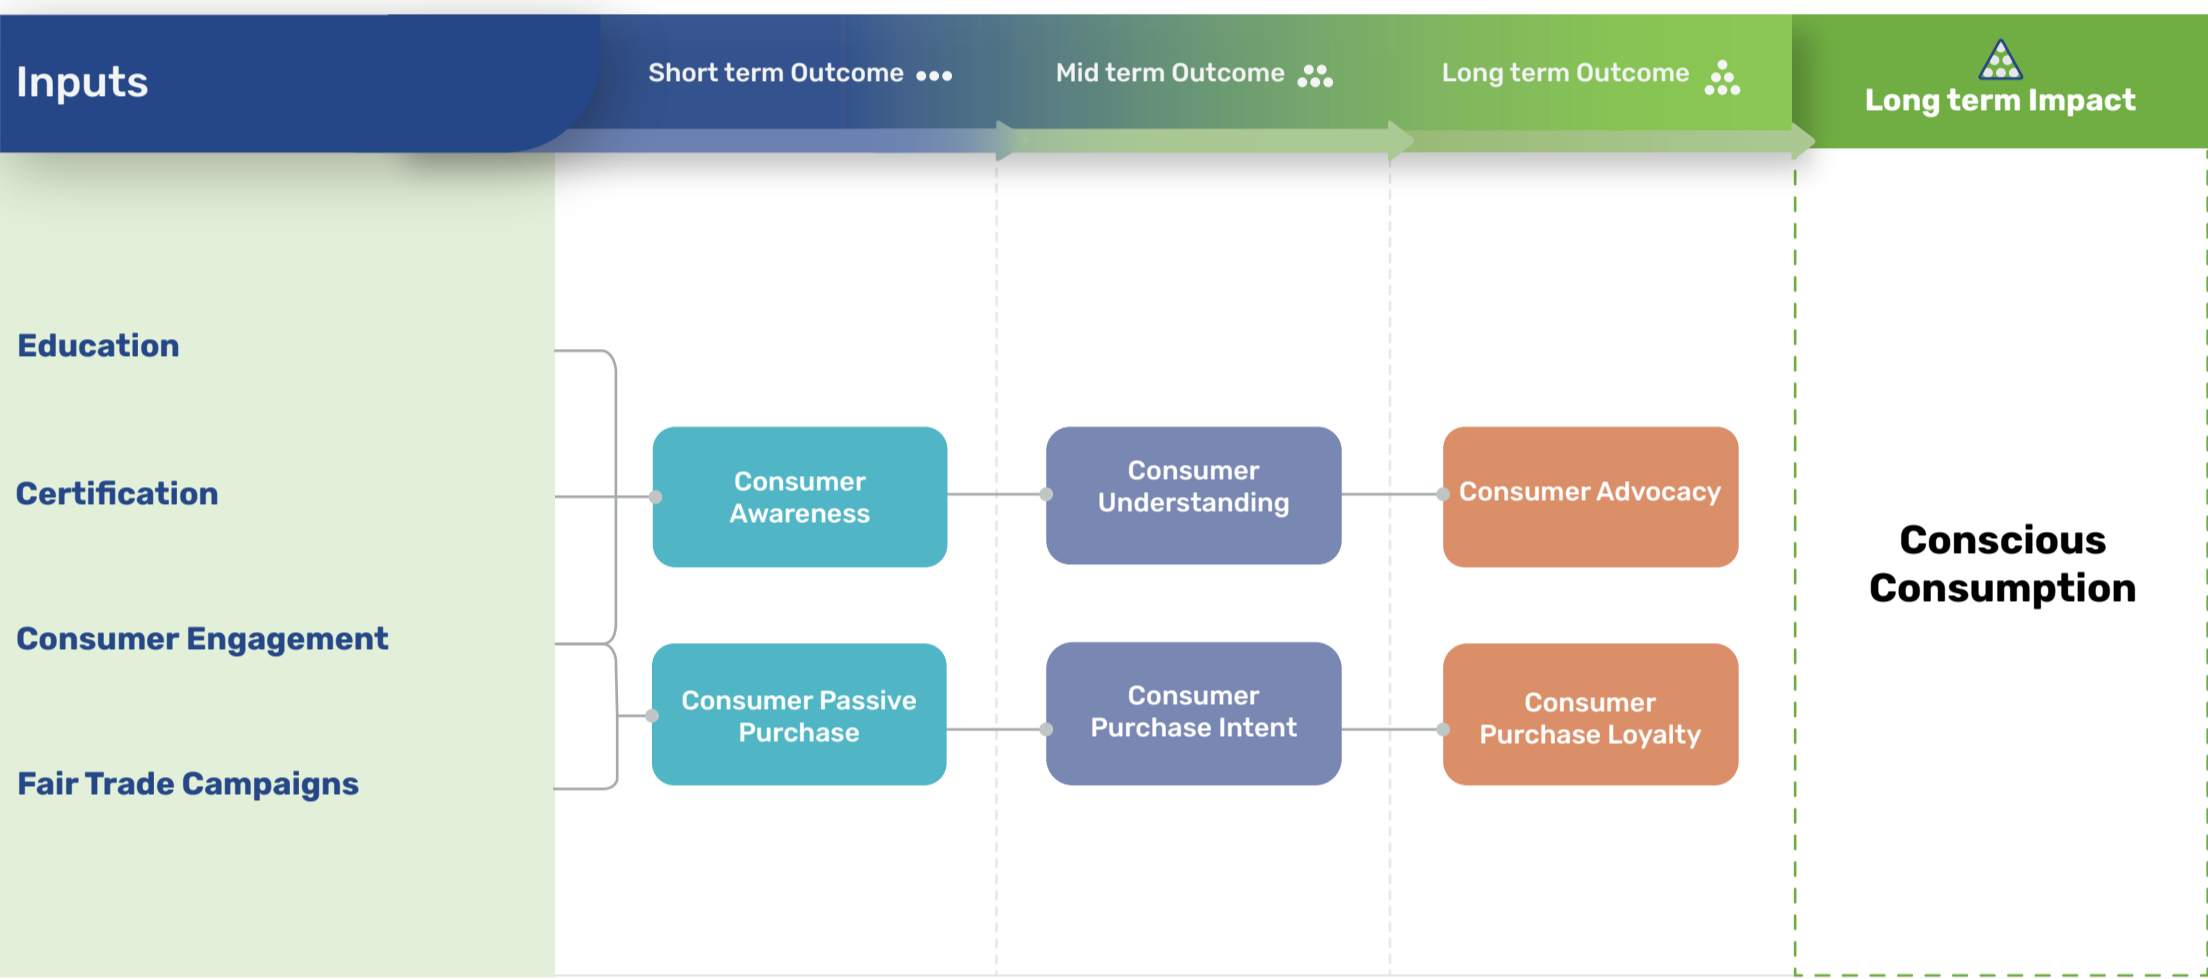 Inputs
Short term Outcome
Mid term Outcome
Long term Outcome
Long term Impact
Education
Certification
Consumer Engagement
Fair Trade Campaigns
Consumer
Awareness
Consumer
Understanding
Consumer Advocacy
Consumer Passive
Purchase
Consumer
Purchase Intent
Consumer
Purchase Loyalty
Conscious
Consumption